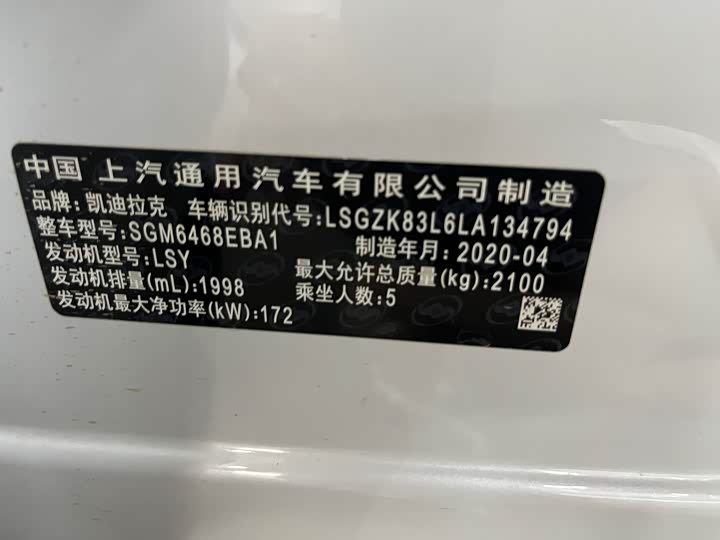 中国 上汽通用汽车有限公司制造
品牌:凯迪拉克 车辆识别代号:LSGZK83L6LA134794
整车型号:SGM6468EBA1 制造年月:2020-04
发动机型号:LSY 最大允许总质量(kg):2100
发动机排量(mL):1998 乘坐人数:5
发动机最大净功率(kW):172